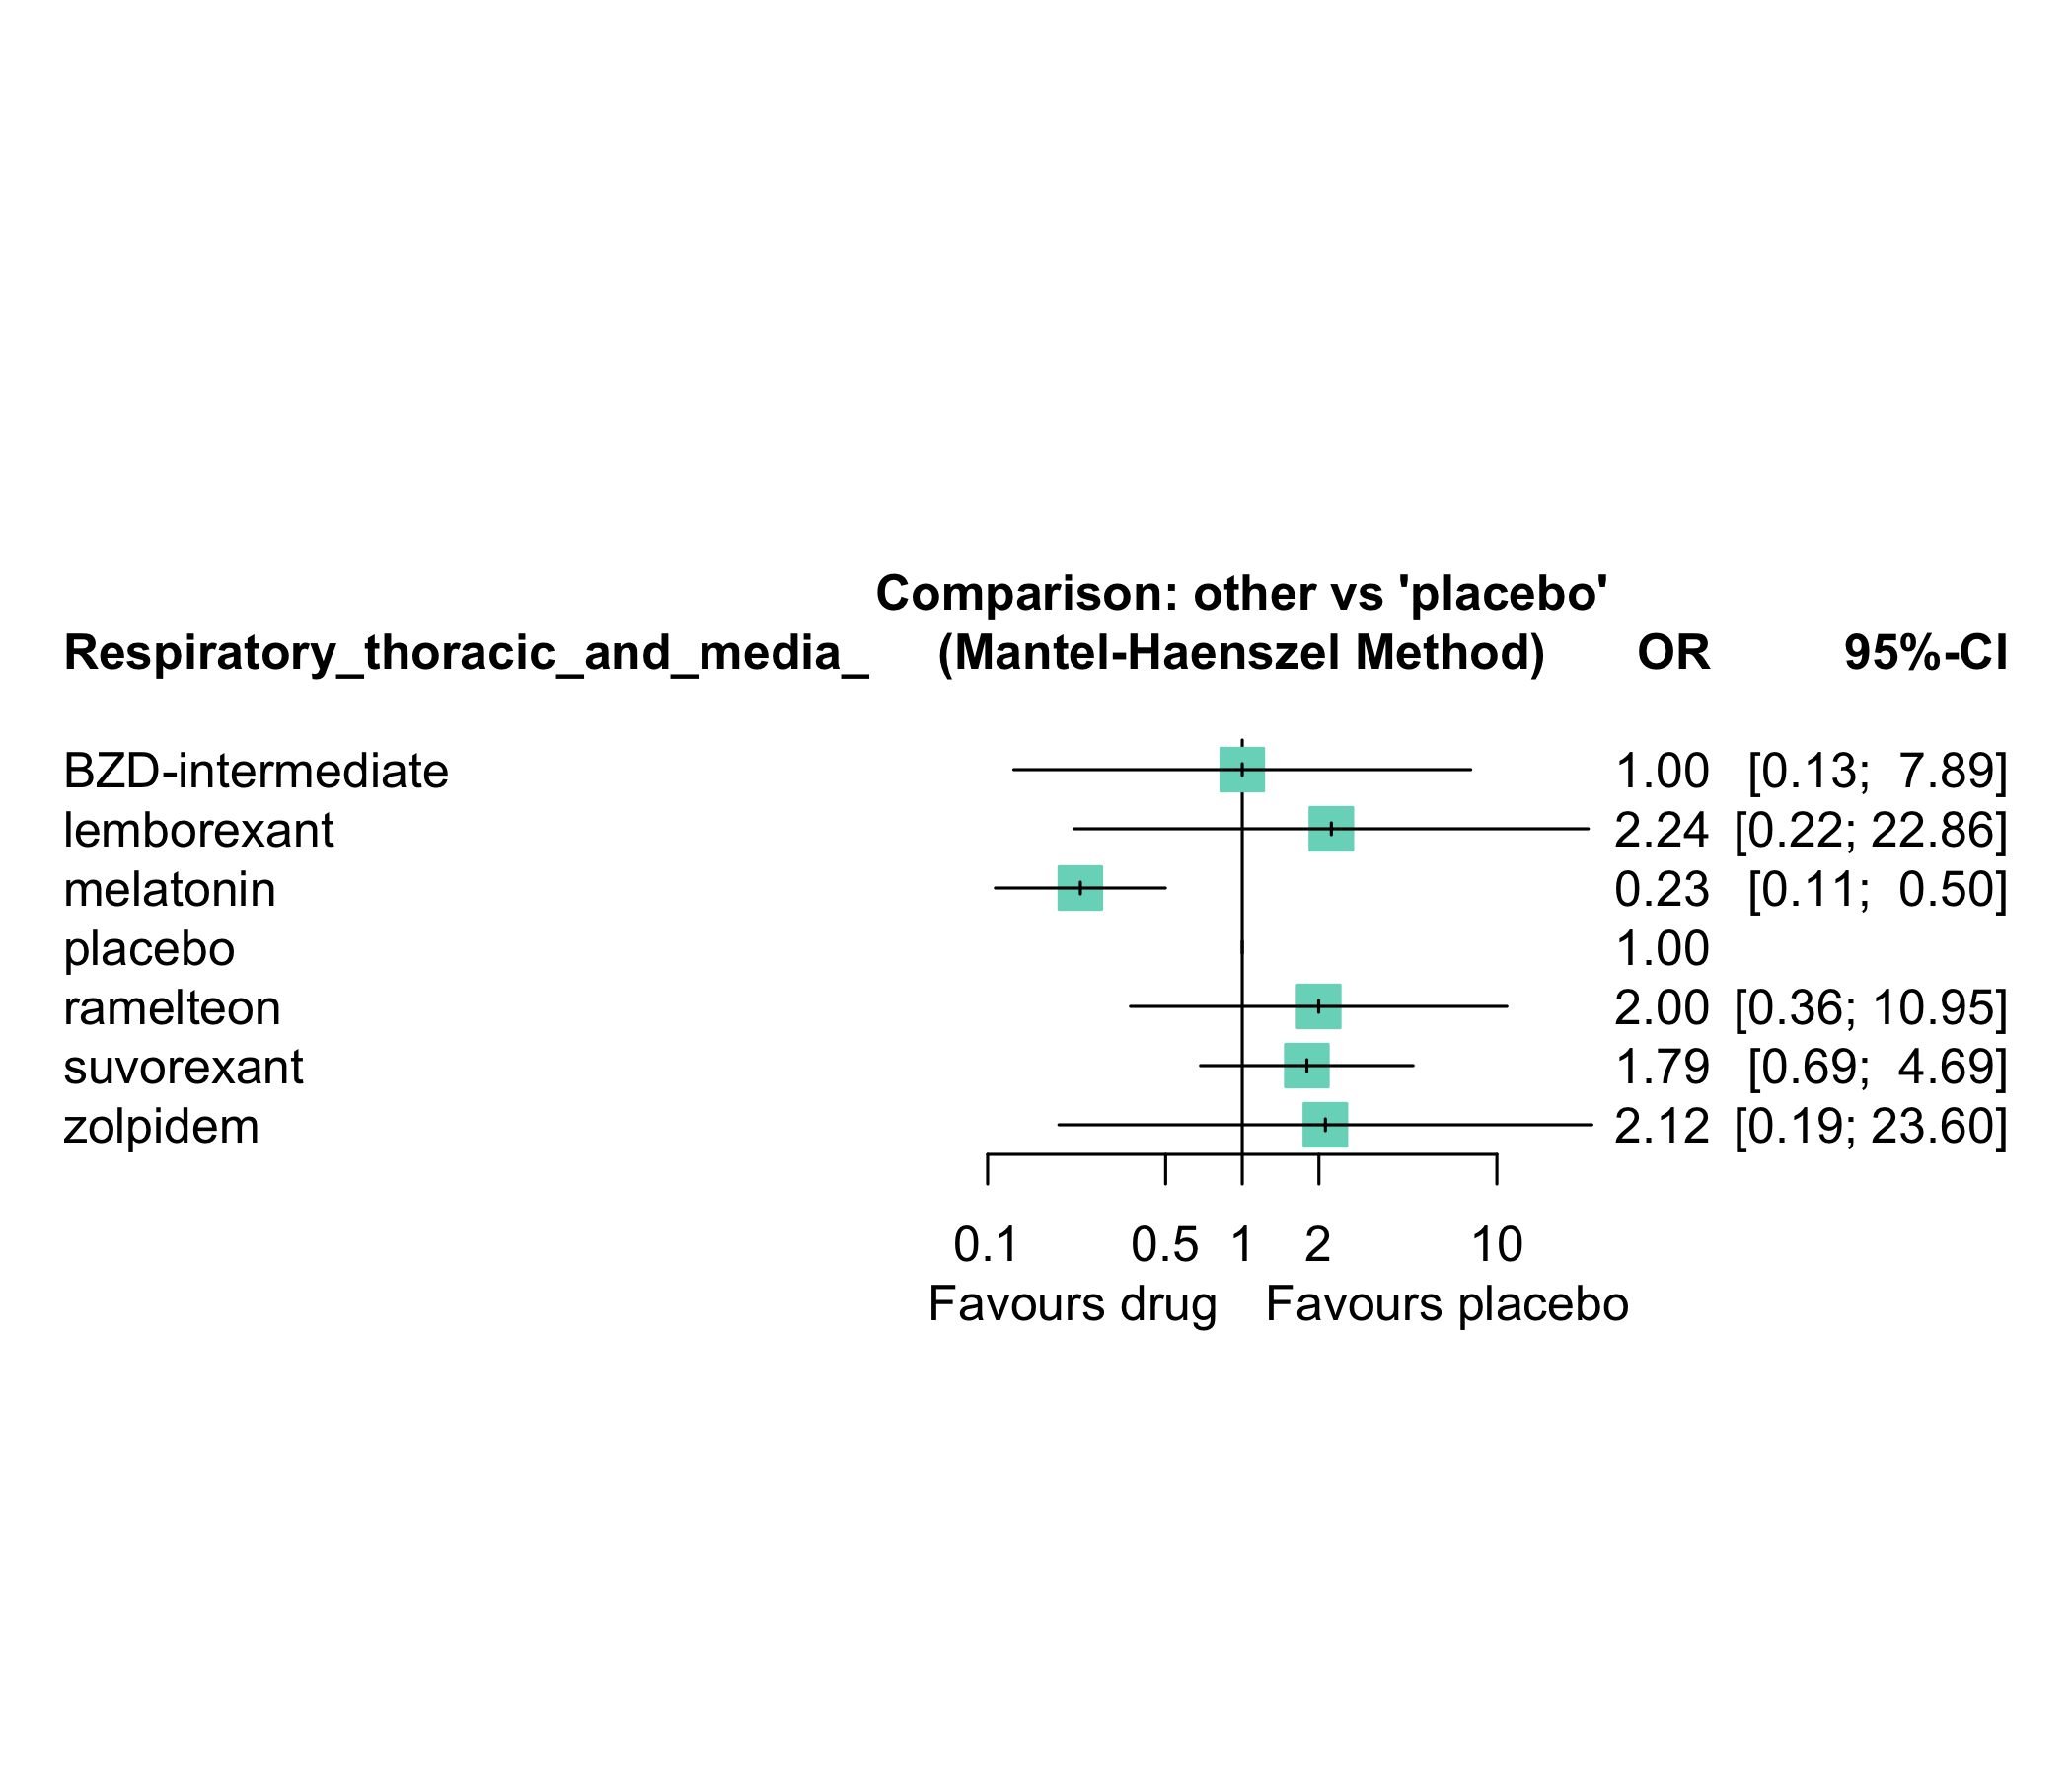 Comparison: other vs 'placebo'
Respiratory_thoracic_and_media_ (Mantel-Haenszel Method) OR 95%-CI
BZD-intermediate 1.00 [0.13; 7.89]
lemborexant 2.24 [0.22; 22.86]
melatonin 0.23 [0.11; 0.50]
placebo 1.00
ramelteon 2.00 [0.36; 10.95]
suvorexant 1.79 [0.69; 4.69]
zolpidem 2.12 [0.19; 23.60]
0.1 0.5 1 2 10
Favours drug Favours placebo